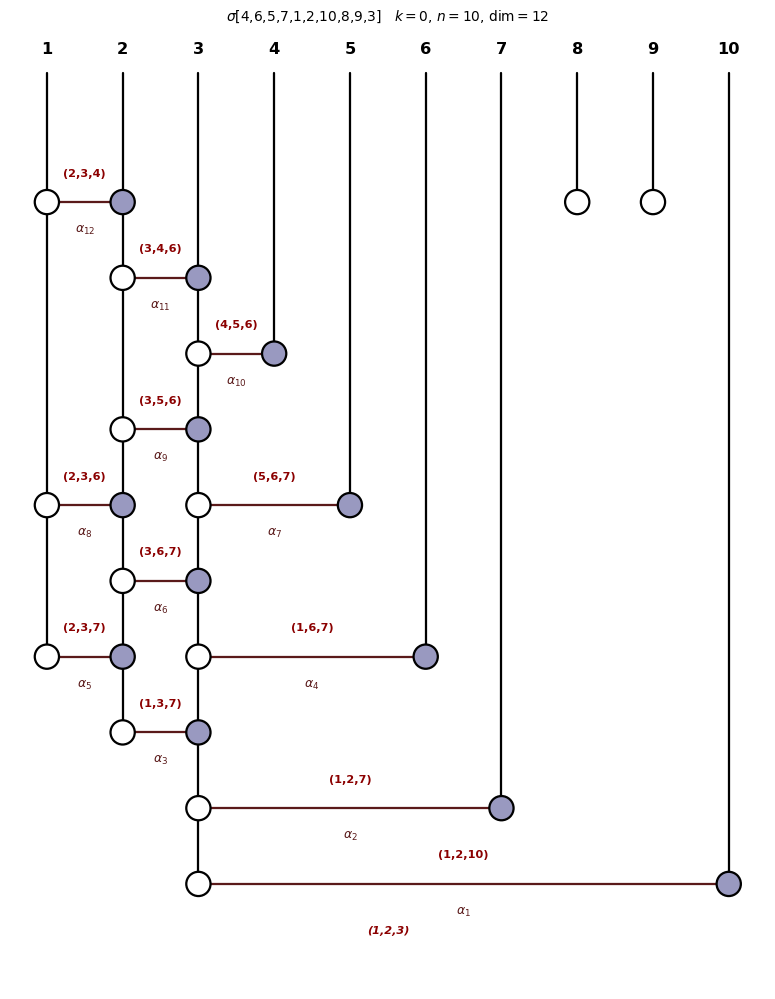 σ[4,6,5,7,1,2,10,8,9,3]   k=0, n=10, dim=12
1 2 3 4 5 6 7 8 9 10
(2,3,4)
α₁₂
(3,4,6)
α₁₁
(4,5,6)
α₁₀
(3,5,6)
α₉
(2,3,6) (5,6,7)
α₈ α₇
(3,6,7)
α₆
(2,3,7) (1,6,7)
α₅ α₄
(1,3,7)
α₃
(1,2,7)
α₂
(1,2,10)
α₁
(1,2,3)